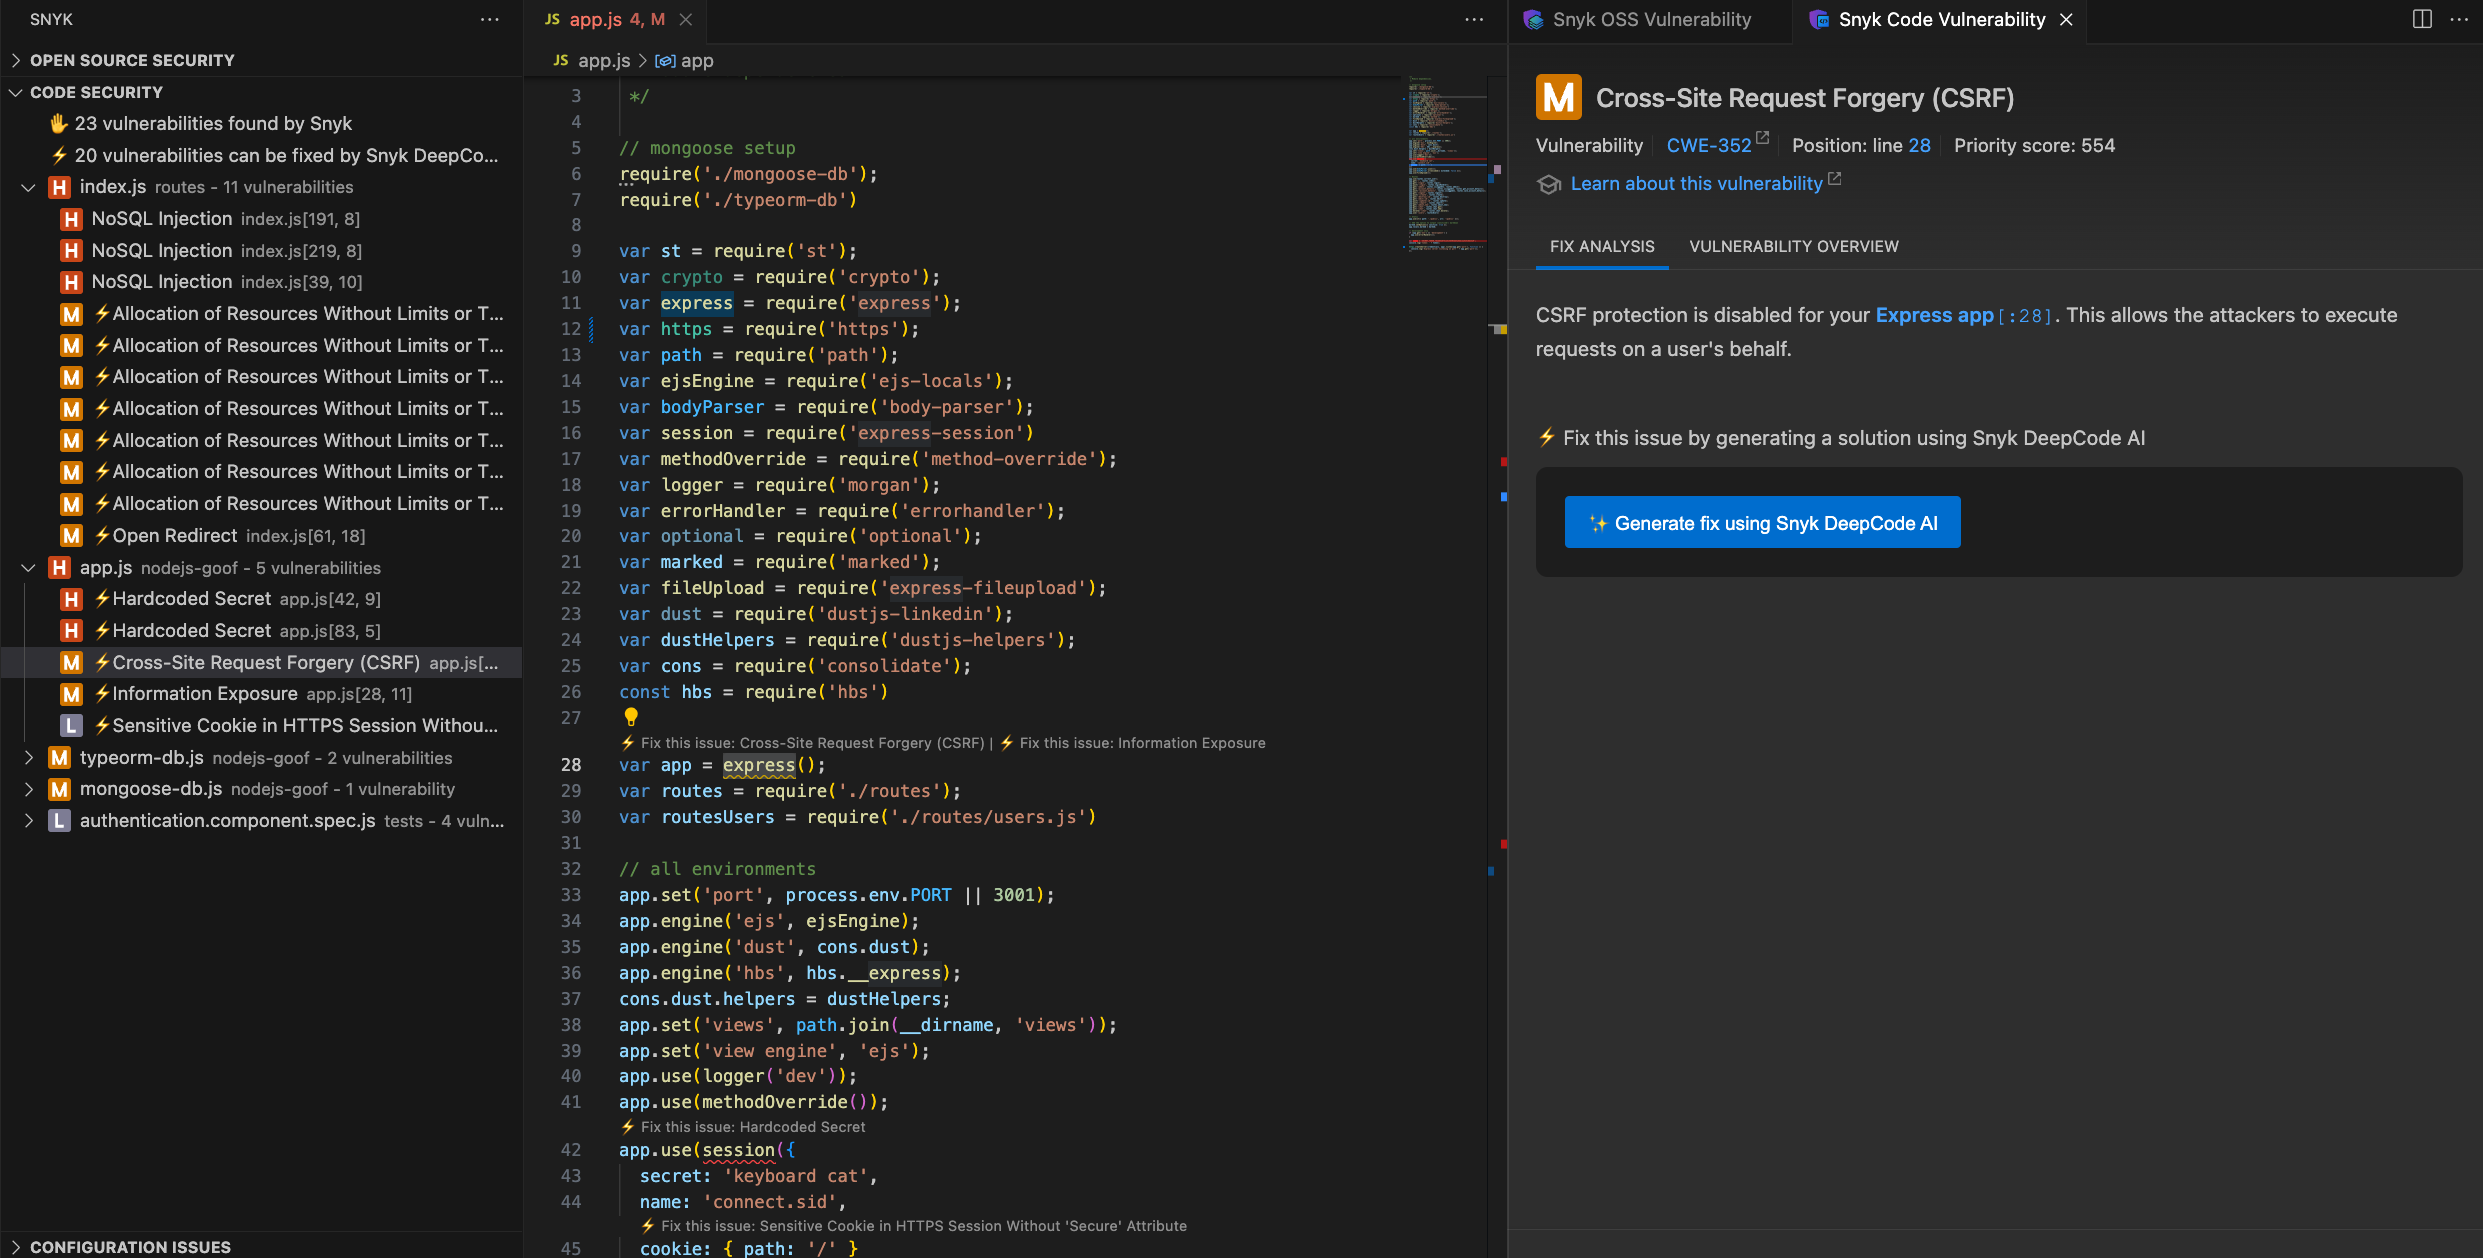 SNYK
OPEN SOURCE SECURITY
CODE SECURITY
23 vulnerabilities found by Snyk
20 vulnerabilities can be fixed by Snyk DeepCo...
H index.js routes - 11 vulnerabilities
H NoSQL Injection index.js[191, 8]
H NoSQL Injection index.js[219, 8]
H NoSQL Injection index.js[39, 10]
M Allocation of Resources Without Limits or T...
M Allocation of Resources Without Limits or T...
M Allocation of Resources Without Limits or T...
M Allocation of Resources Without Limits or T...
M Allocation of Resources Without Limits or T...
M Allocation of Resources Without Limits or T...
M Allocation of Resources Without Limits or T...
M Open Redirect index.js[61, 18]
H app.js nodejs-goof - 5 vulnerabilities
H Hardcoded Secret app.js[42, 9]
H Hardcoded Secret app.js[83, 5]
M Cross-Site Request Forgery (CSRF) app.js[...
M Information Exposure app.js[28, 11]
L Sensitive Cookie in HTTPS Session Withou...
M typeorm-db.js nodejs-goof - 2 vulnerabilities
M mongoose-db.js nodejs-goof - 1 vulnerability
L authentication.component.spec.js tests - 4 vuln...
CONFIGURATION ISSUES
JS app.js 4, M
JS app.js > app
3 */
4
5 // mongoose setup
6 require('./mongoose-db');
7 require('./typeorm-db')
8
9 var st = require('st');
10 var crypto = require('crypto');
11 var express = require('express');
12 var https = require('https');
13 var path = require('path');
14 var ejsEngine = require('ejs-locals');
15 var bodyParser = require('body-parser');
16 var session = require('express-session')
17 var methodOverride = require('method-override');
18 var logger = require('morgan');
19 var errorHandler = require('errorhandler');
20 var optional = require('optional');
21 var marked = require('marked');
22 var fileUpload = require('express-fileupload');
23 var dust = require('dustjs-linkedin');
24 var dustHelpers = require('dustjs-helpers');
25 var cons = require('consolidate');
26 const hbs = require('hbs')
27
Fix this issue: Cross-Site Request Forgery (CSRF) | Fix this issue: Information Exposure
28 var app = express();
29 var routes = require('./routes');
30 var routesUsers = require('./routes/users.js')
31
32 // all environments
33 app.set('port', process.env.PORT || 3001);
34 app.engine('ejs', ejsEngine);
35 app.engine('dust', cons.dust);
36 app.engine('hbs', hbs.__express);
37 cons.dust.helpers = dustHelpers;
38 app.set('views', path.join(__dirname, 'views'));
39 app.set('view engine', 'ejs');
40 app.use(logger('dev'));
41 app.use(methodOverride());
Fix this issue: Hardcoded Secret
42 app.use(session({
43 secret: 'keyboard cat',
44 name: 'connect.sid',
Fix this issue: Sensitive Cookie in HTTPS Session Without 'Secure' Attribute
45 cookie: { path: '/' }
Snyk OSS Vulnerability
Snyk Code Vulnerability
M Cross-Site Request Forgery (CSRF)
Vulnerability CWE-352 Position: line 28 Priority score: 554
Learn about this vulnerability
FIX ANALYSIS VULNERABILITY OVERVIEW
CSRF protection is disabled for your Express app[:28]. This allows the attackers to execute
requests on a user's behalf.
Fix this issue by generating a solution using Snyk DeepCode AI
Generate fix using Snyk DeepCode AI